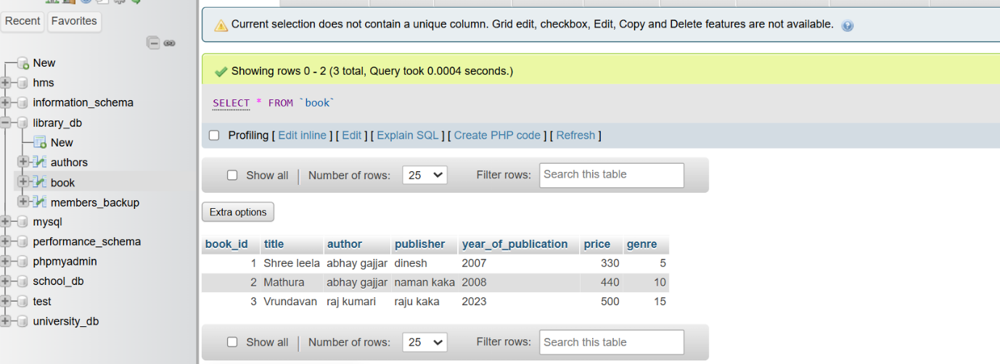 Recent Favorites
New
hms
information_schema
library_db
New
authors
book
members_backup
mysql
performance_schema
phpmyadmin
school_db
test
university_db
Current selection does not contain a unique column. Grid edit, checkbox, Edit, Copy and Delete features are not available.
Showing rows 0 - 2 (3 total, Query took 0.0004 seconds.)
SELECT * FROM `book`
Profiling [ Edit inline ] [ Edit ] [ Explain SQL ] [ Create PHP code ] [ Refresh ]
Show all | Number of rows: 25 Filter rows: Search this table
Extra options
book_id title author publisher year_of_publication price genre
1 Shree leela abhay gajjar dinesh 2007 330 5
2 Mathura abhay gajjar naman kaka 2008 440 10
3 Vrundavan raj kumari raju kaka 2023 500 15
Show all | Number of rows: 25 Filter rows: Search this table